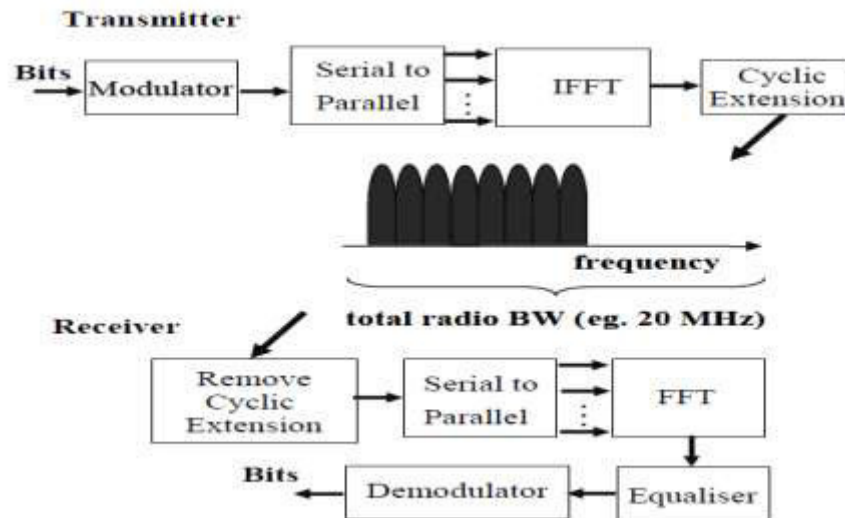 Transmitter
Bits
Modulator
Serial to
Parallel
IFFT
Cyclic
Extension
frequency
total radio BW (eg. 20 MHz)
Receiver
Remove
Cyclic
Extension
Serial to
Parallel
FFT
Bits
Demodulator
Equaliser